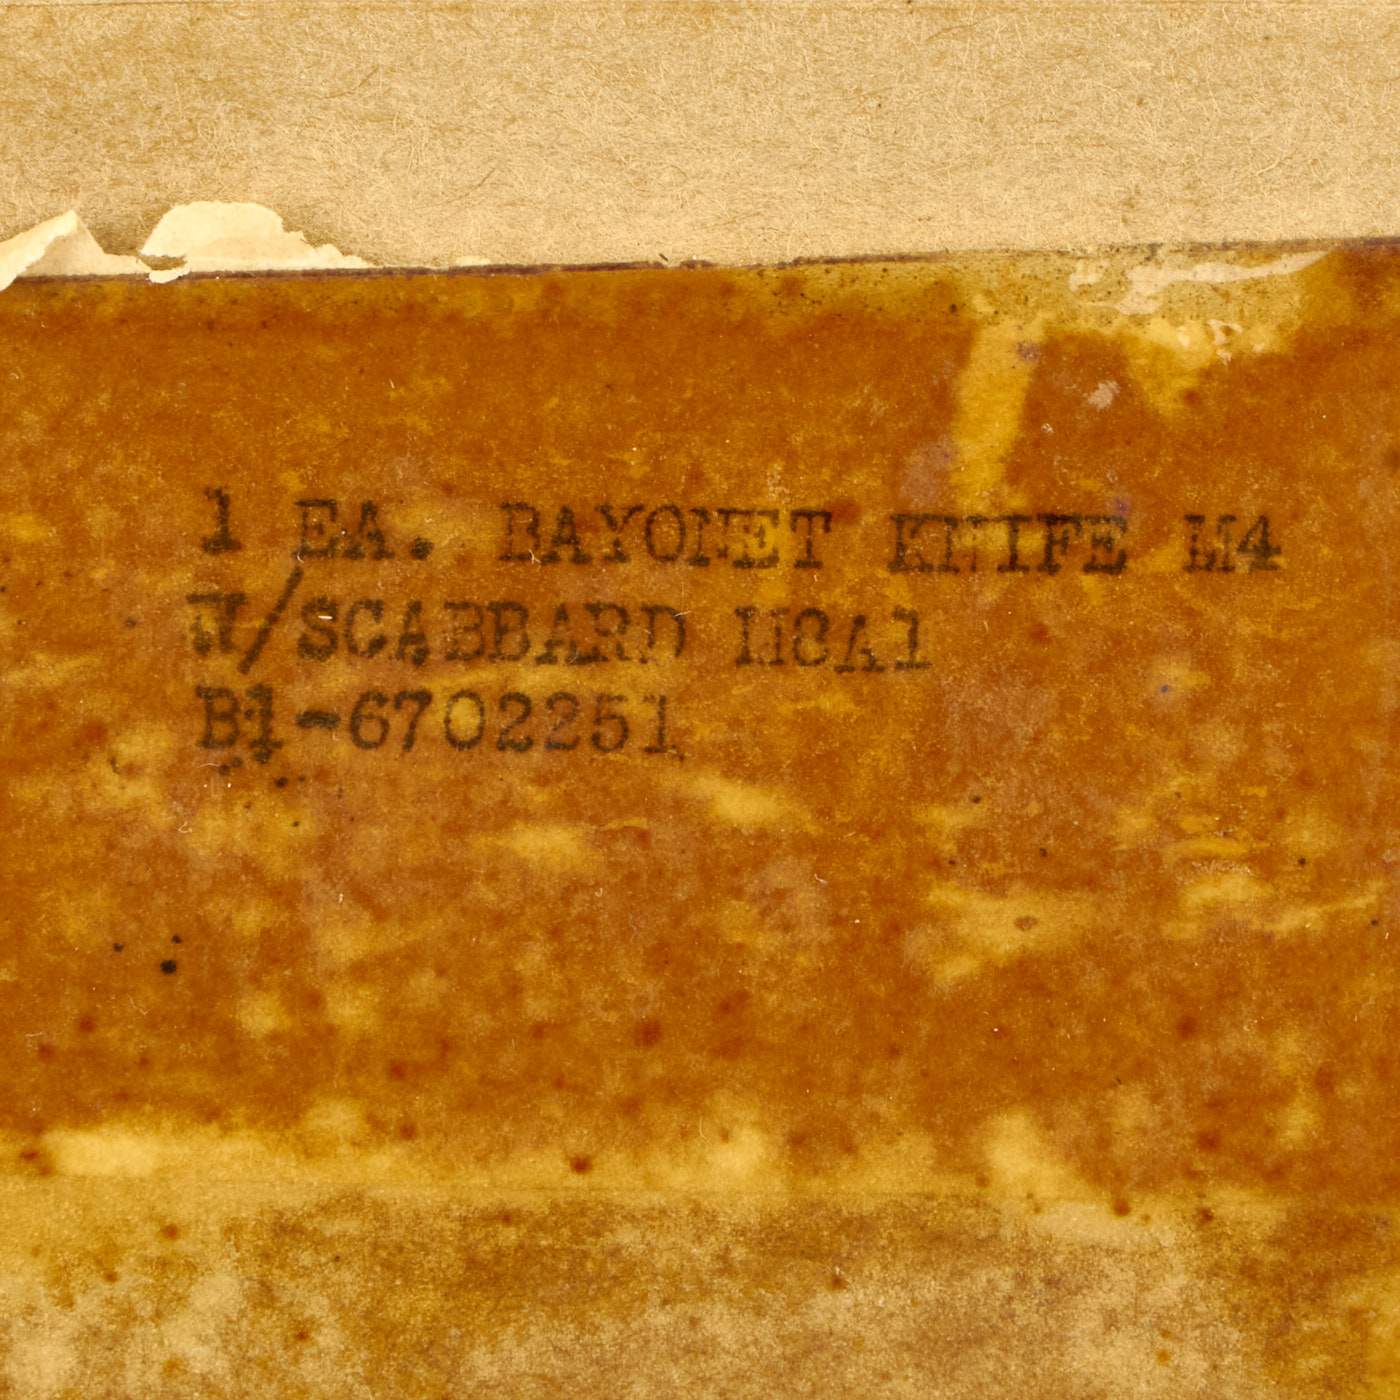 1 EA. BAYONET KNIFE M4
W/SCABBARD M8A1
B1-6702251